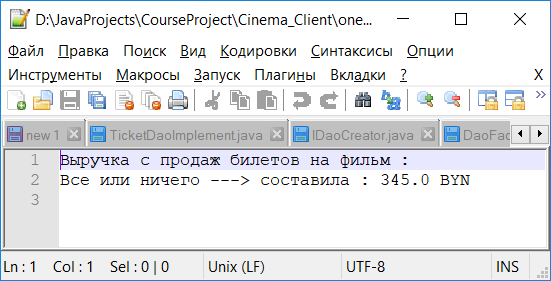 D:\JavaProjects\CourseProject\Cinema_Client\one...
Файл Правка Поиск Вид Кодировки Синтаксисы Опции
Инструменты Макросы Запуск Плагины Вкладки ? X
new 1 TicketDaoImplement.java IDaoCreator.java DaoFac
1 Выручка с продаж билетов на фильм :
2 Все или ничего ---> составила : 345.0 BYN
3
Ln : 1 Col : 1 Sel : 0 | 0 Unix (LF) UTF-8 INS